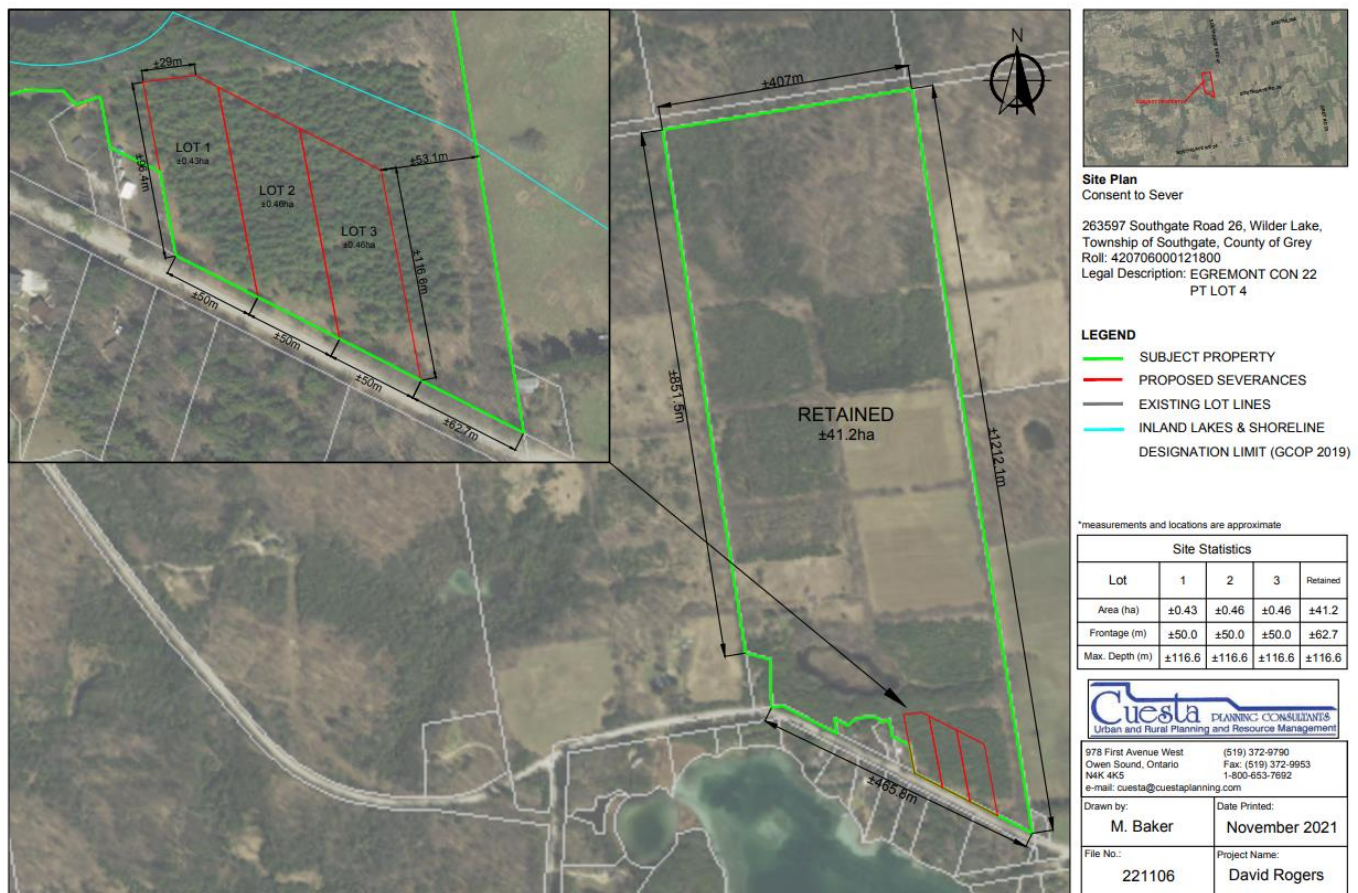 ±29m
LOT 1
±0.43ha
±96.4m
LOT 2
±0.46ha
LOT 3
±0.46ha
±53.1m
±116.6m
±50m
±50m
±50m
±62.7m
N
±407m
±851.5m
RETAINED
±41.2ha
±1212.1m
±465.8m
Site Plan
Consent to Sever
263597 Southgate Road 26, Wilder Lake,
Township of Southgate, County of Grey
Roll: 420706000121800
Legal Description: EGREMONT CON 22
PT LOT 4
LEGEND
SUBJECT PROPERTY
PROPOSED SEVERANCES
EXISTING LOT LINES
INLAND LAKES & SHORELINE
DESIGNATION LIMIT (GCOP 2019)
*measurements and locations are approximate
Site Statistics
Lot 1 2 3 Retained
Area (ha) ±0.43 ±0.46 ±0.46 ±41.2
Frontage (m) ±50.0 ±50.0 ±50.0 ±62.7
Max. Depth (m) ±116.6 ±116.6 ±116.6 ±116.6
Cuesta PLANNING CONSULTANTS
Urban and Rural Planning and Resource Management
978 First Avenue West (519) 372-9790
Owen Sound, Ontario Fax: (519) 372-9953
N4K 4K5 1-800-653-7692
e-mail: cuesta@cuestaplanning.com
Drawn by: Date Printed:
M. Baker November 2021
File No.: Project Name:
221106 David Rogers